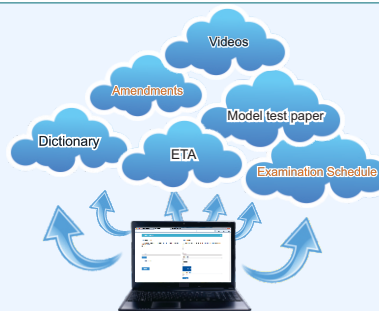 Videos
Amendments
Model test paper
Dictionary
ETA
Examination Schedule